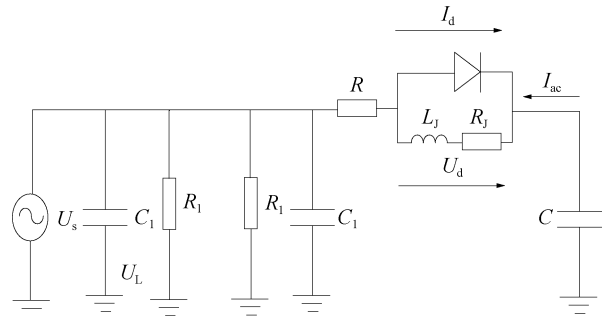 I_d
R
I_ac
L_J
R_J
U_d
U_s
C_1
R_1
R_1
C_1
C
U_L